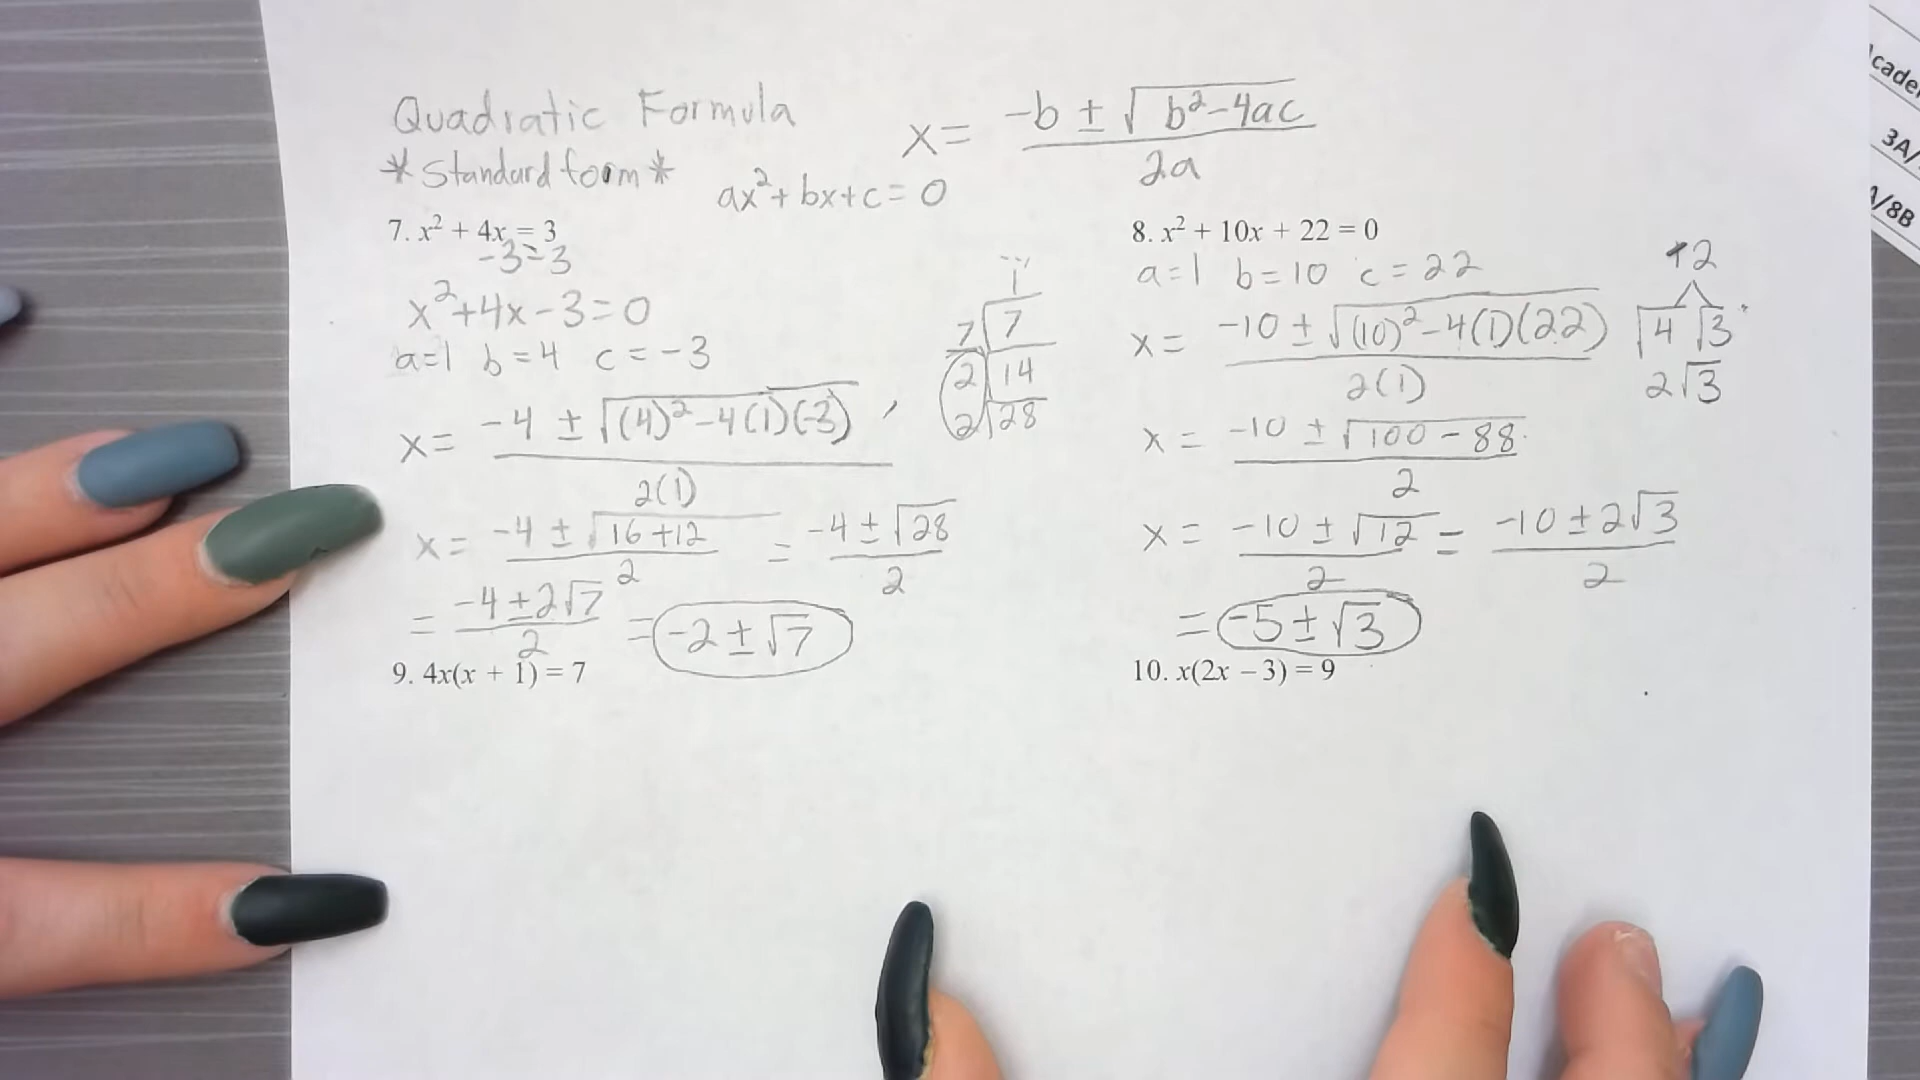 Quadratic Formula
x = (-b ± √(b²-4ac)) / 2a
*Standard form*
ax²+bx+c=0
7. x² + 4x = 3
-3 -3
x²+4x-3=0
a=1 b=4 c=-3
x = (-4 ± √((4)²-4(1)(-3))) / 2(1)
1
7√7
2√14
2√28
x = (-4 ± √(16+12)) / 2 = (-4 ± √28) / 2
= (-4 ± 2√7) / 2 = -2 ± √7
8. x² + 10x + 22 = 0
a=1 b=10 c=22
x = (-10 ± √((10)²-4(1)(22))) / 2(1)
12
√4 √3
2√3
x = (-10 ± √(100-88)) / 2
x = (-10 ± √12) / 2 = (-10 ± 2√3) / 2
= -5 ± √3
9. 4x(x + 1) = 7
10. x(2x – 3) = 9
3A/
/8B